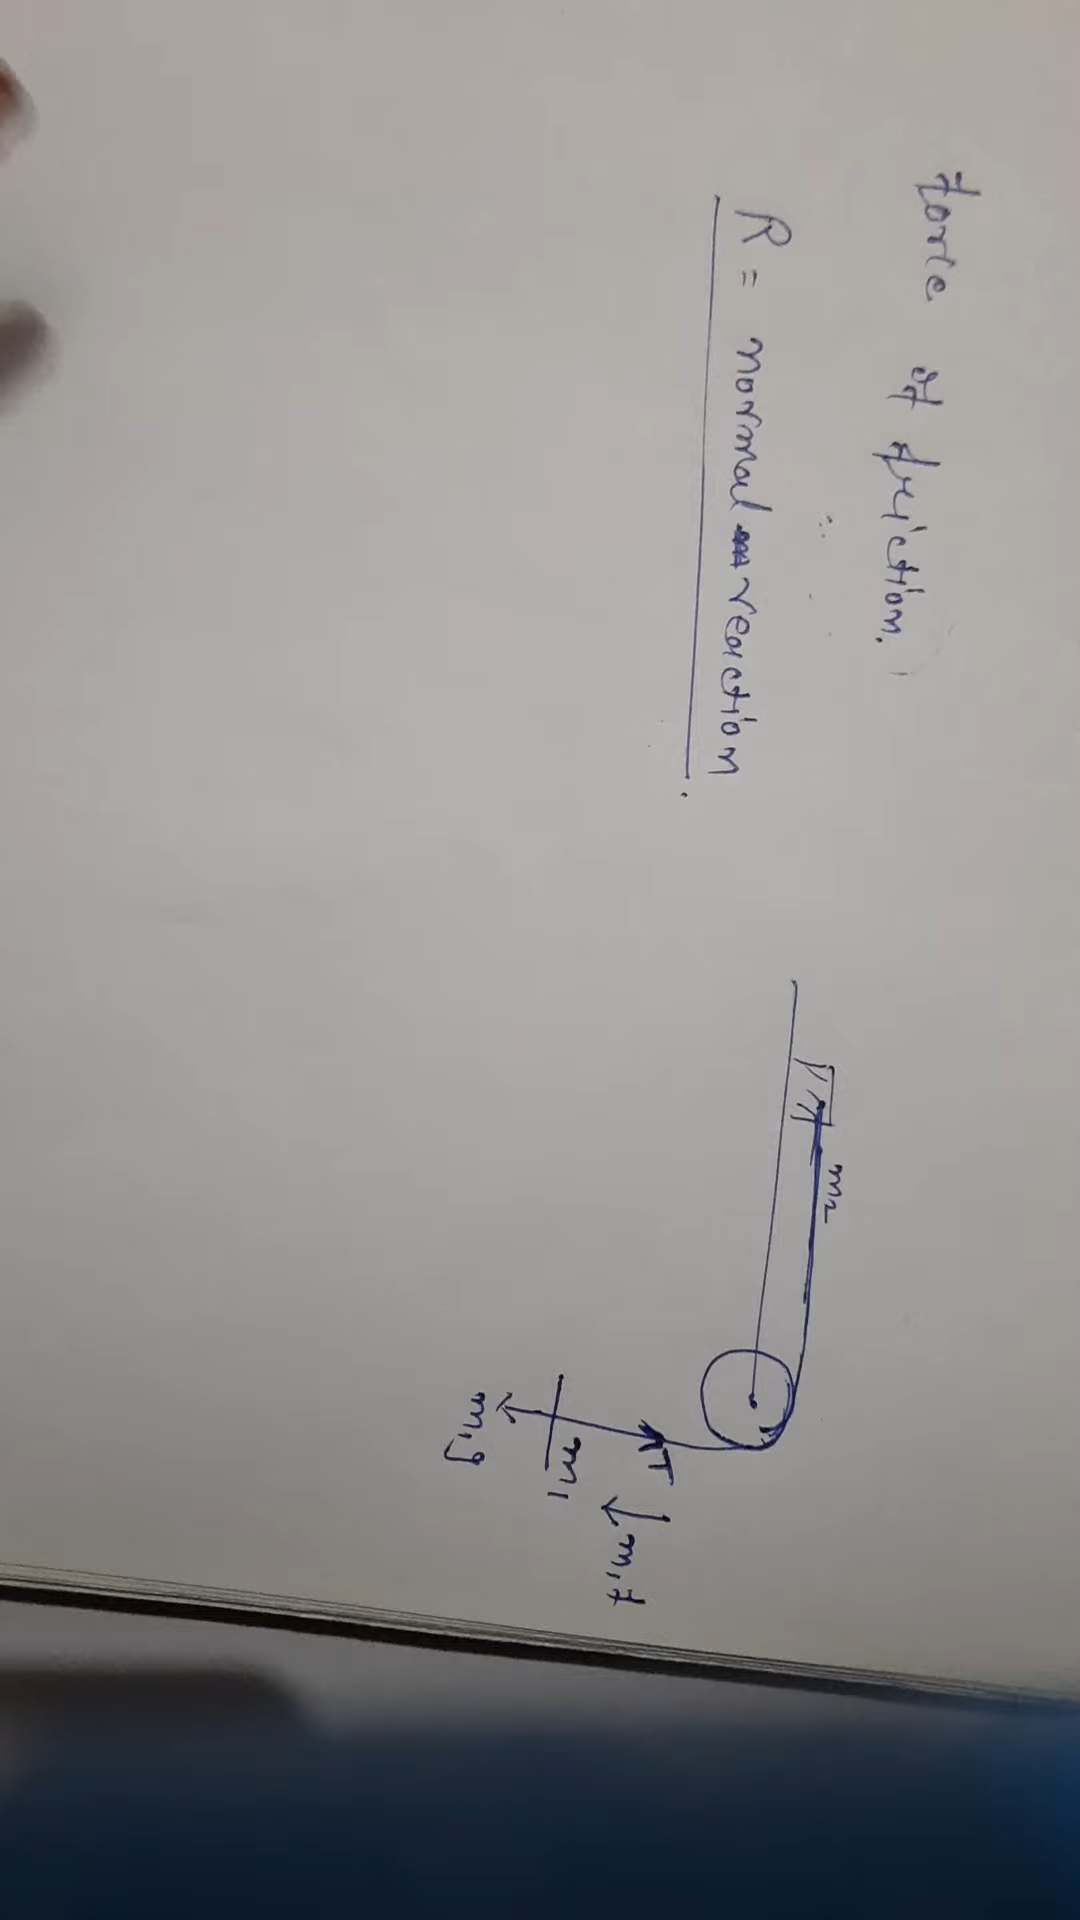 force of friction.
R = normal reaction.
m2
T
m1f
m1
m1g